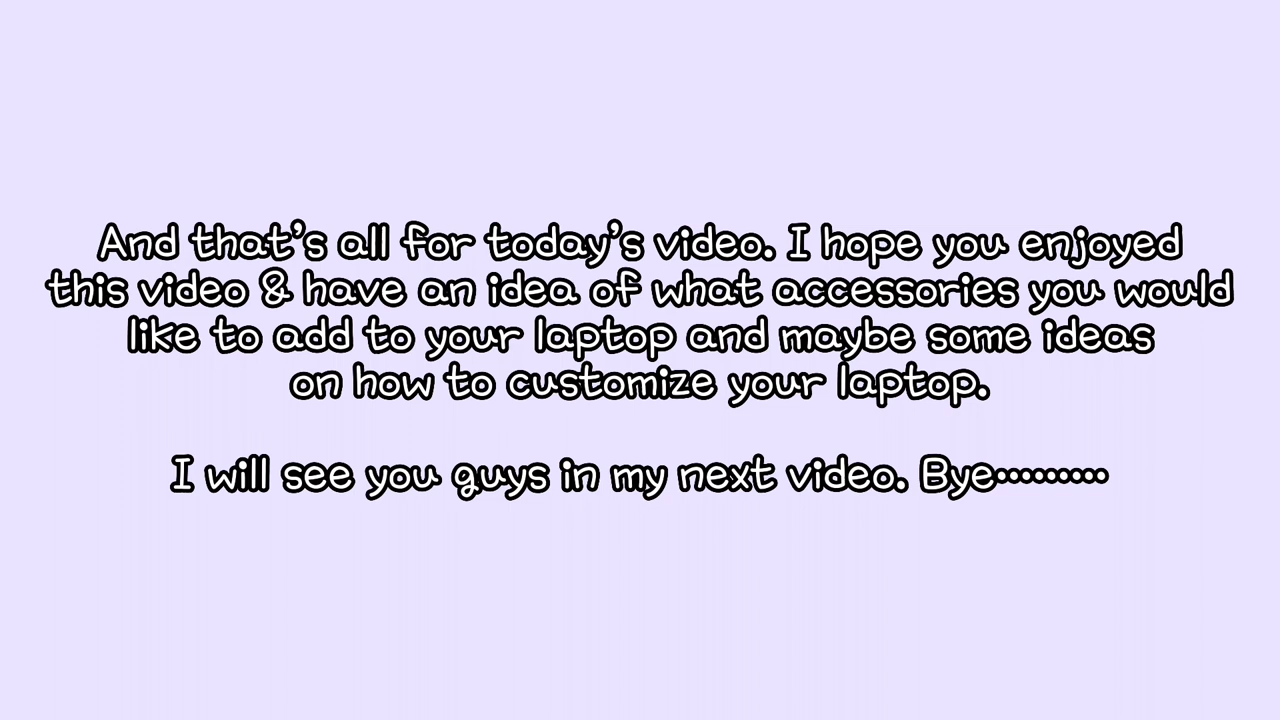 And that's all for today's video. I hope you enjoyed
this video & have an idea of what accessories you would
like to add to your laptop and maybe some ideas
on how to customize your laptop.
I will see you guys in my next video. Bye·········